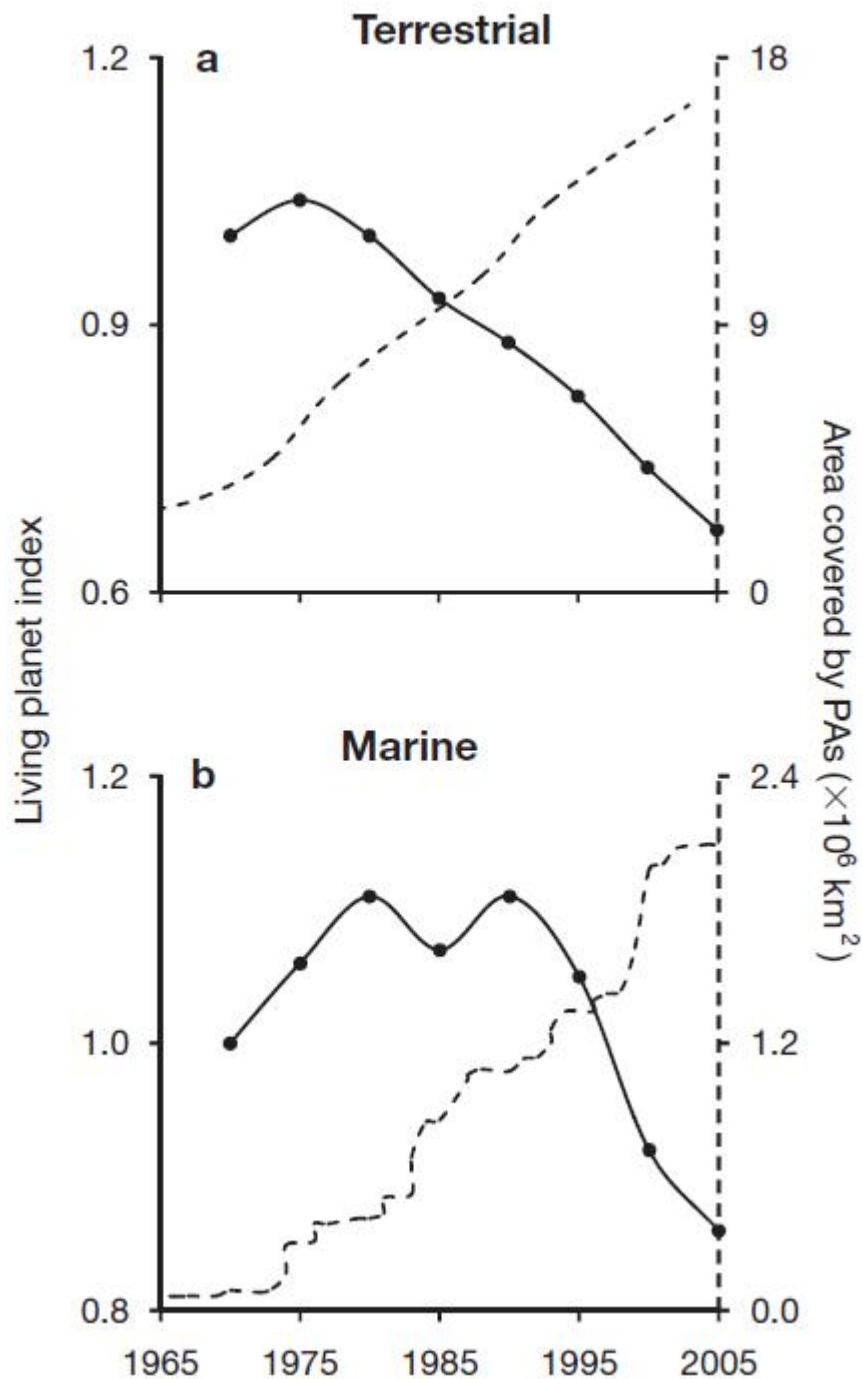 Terrestrial
a
1.2
0.9
0.6
18
9
0
Living planet index
Area covered by PAs (×10⁶ km²)
Marine
b
1.2
1.0
0.8
2.4
1.2
0.0
1965 1975 1985 1995 2005